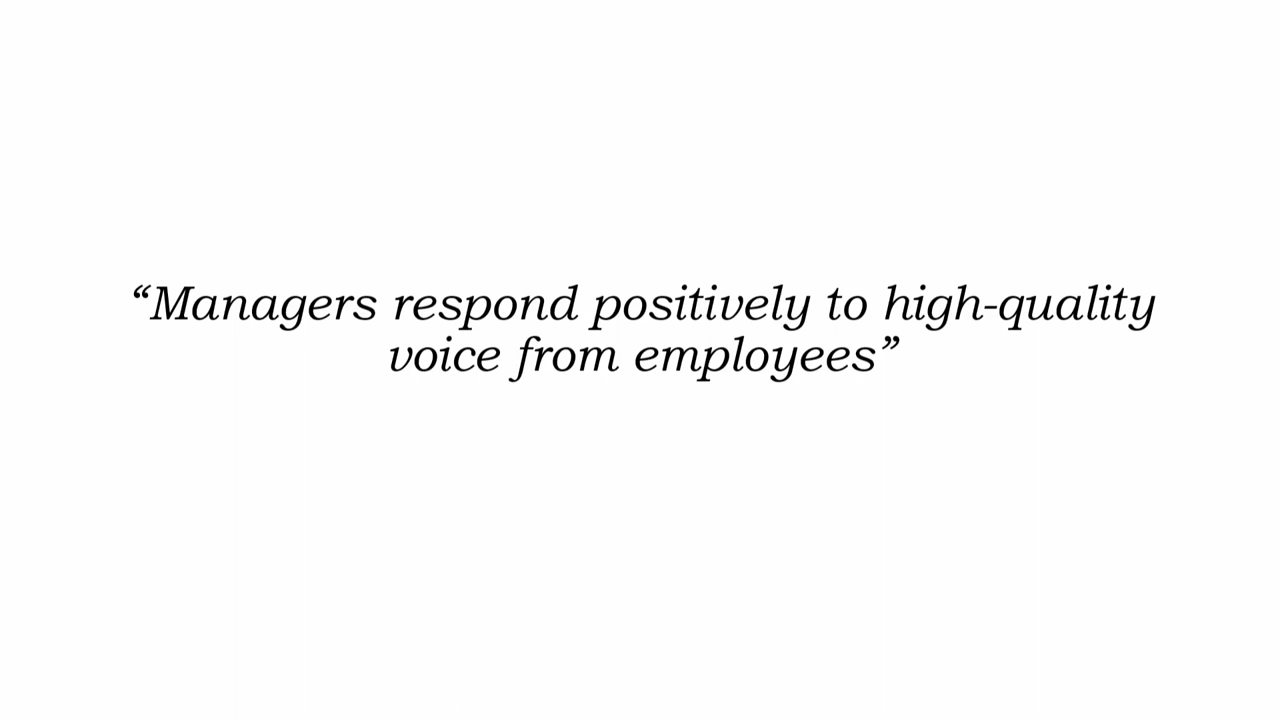 “Managers respond positively to high-quality
voice from employees”